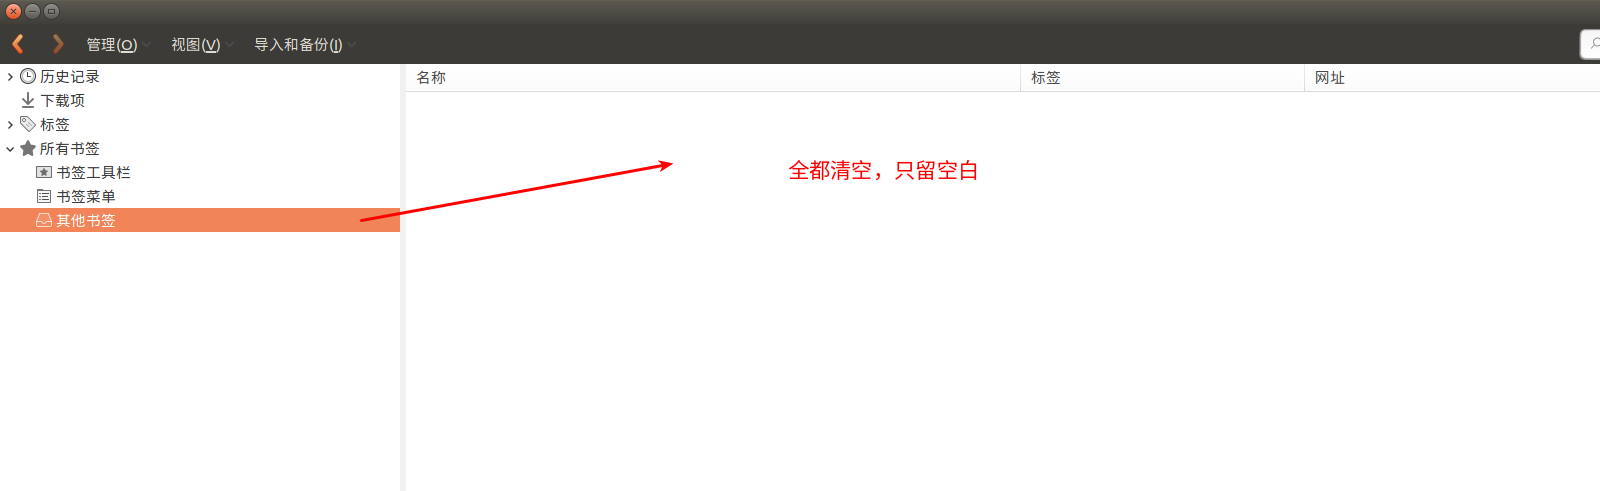 管理(O) 视图(V) 导入和备份(I)
名称 标签 网址
历史记录
下载项
标签
所有书签
书签工具栏
书签菜单
其他书签
全都清空，只留空白